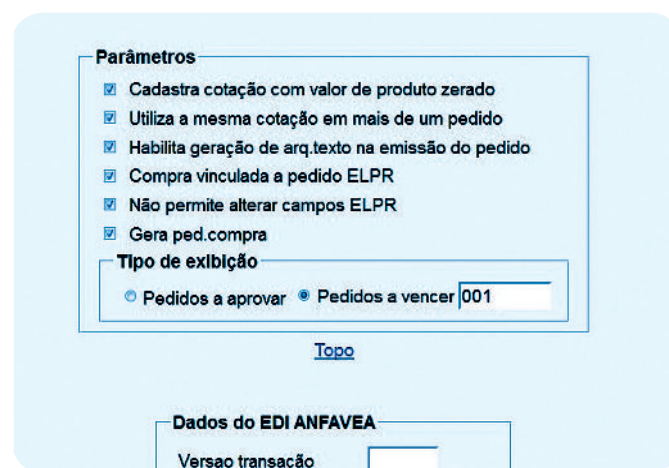 Parâmetros
Cadastra cotação com valor de produto zerado
Utiliza a mesma cotação em mais de um pedido
Habilita geração de arq.texto na emissão do pedido
Compra vinculada a pedido ELPR
Não permite alterar campos ELPR
Gera ped.compra
Tipo de exibição
Pedidos a aprovar Pedidos a vencer 001
Topo
Dados do EDI ANFAVEA
Versao transação